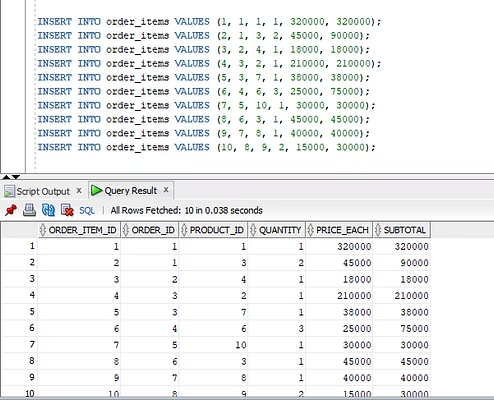 INSERT INTO order_items VALUES (1, 1, 1, 1, 320000, 320000);
INSERT INTO order_items VALUES (2, 1, 3, 2, 45000, 90000);
INSERT INTO order_items VALUES (3, 2, 4, 1, 18000, 18000);
INSERT INTO order_items VALUES (4, 3, 2, 1, 210000, 210000);
INSERT INTO order_items VALUES (5, 3, 7, 1, 38000, 38000);
INSERT INTO order_items VALUES (6, 4, 6, 3, 25000, 75000);
INSERT INTO order_items VALUES (7, 5, 10, 1, 30000, 30000);
INSERT INTO order_items VALUES (8, 6, 3, 1, 45000, 45000);
INSERT INTO order_items VALUES (9, 7, 8, 1, 40000, 40000);
INSERT INTO order_items VALUES (10, 8, 9, 2, 15000, 30000);
Script Output x Query Result x
SQL | All Rows Fetched: 10 in 0.038 seconds
ORDER_ITEM_ID ORDER_ID PRODUCT_ID QUANTITY PRICE_EACH SUBTOTAL
1 1 1 1 1 320000 320000
2 2 1 3 2 45000 90000
3 3 2 4 1 18000 18000
4 4 3 2 1 210000 210000
5 5 3 7 1 38000 38000
6 6 4 6 3 25000 75000
7 7 5 10 1 30000 30000
8 8 6 3 1 45000 45000
9 9 7 8 1 40000 40000
10 10 8 9 2 15000 30000